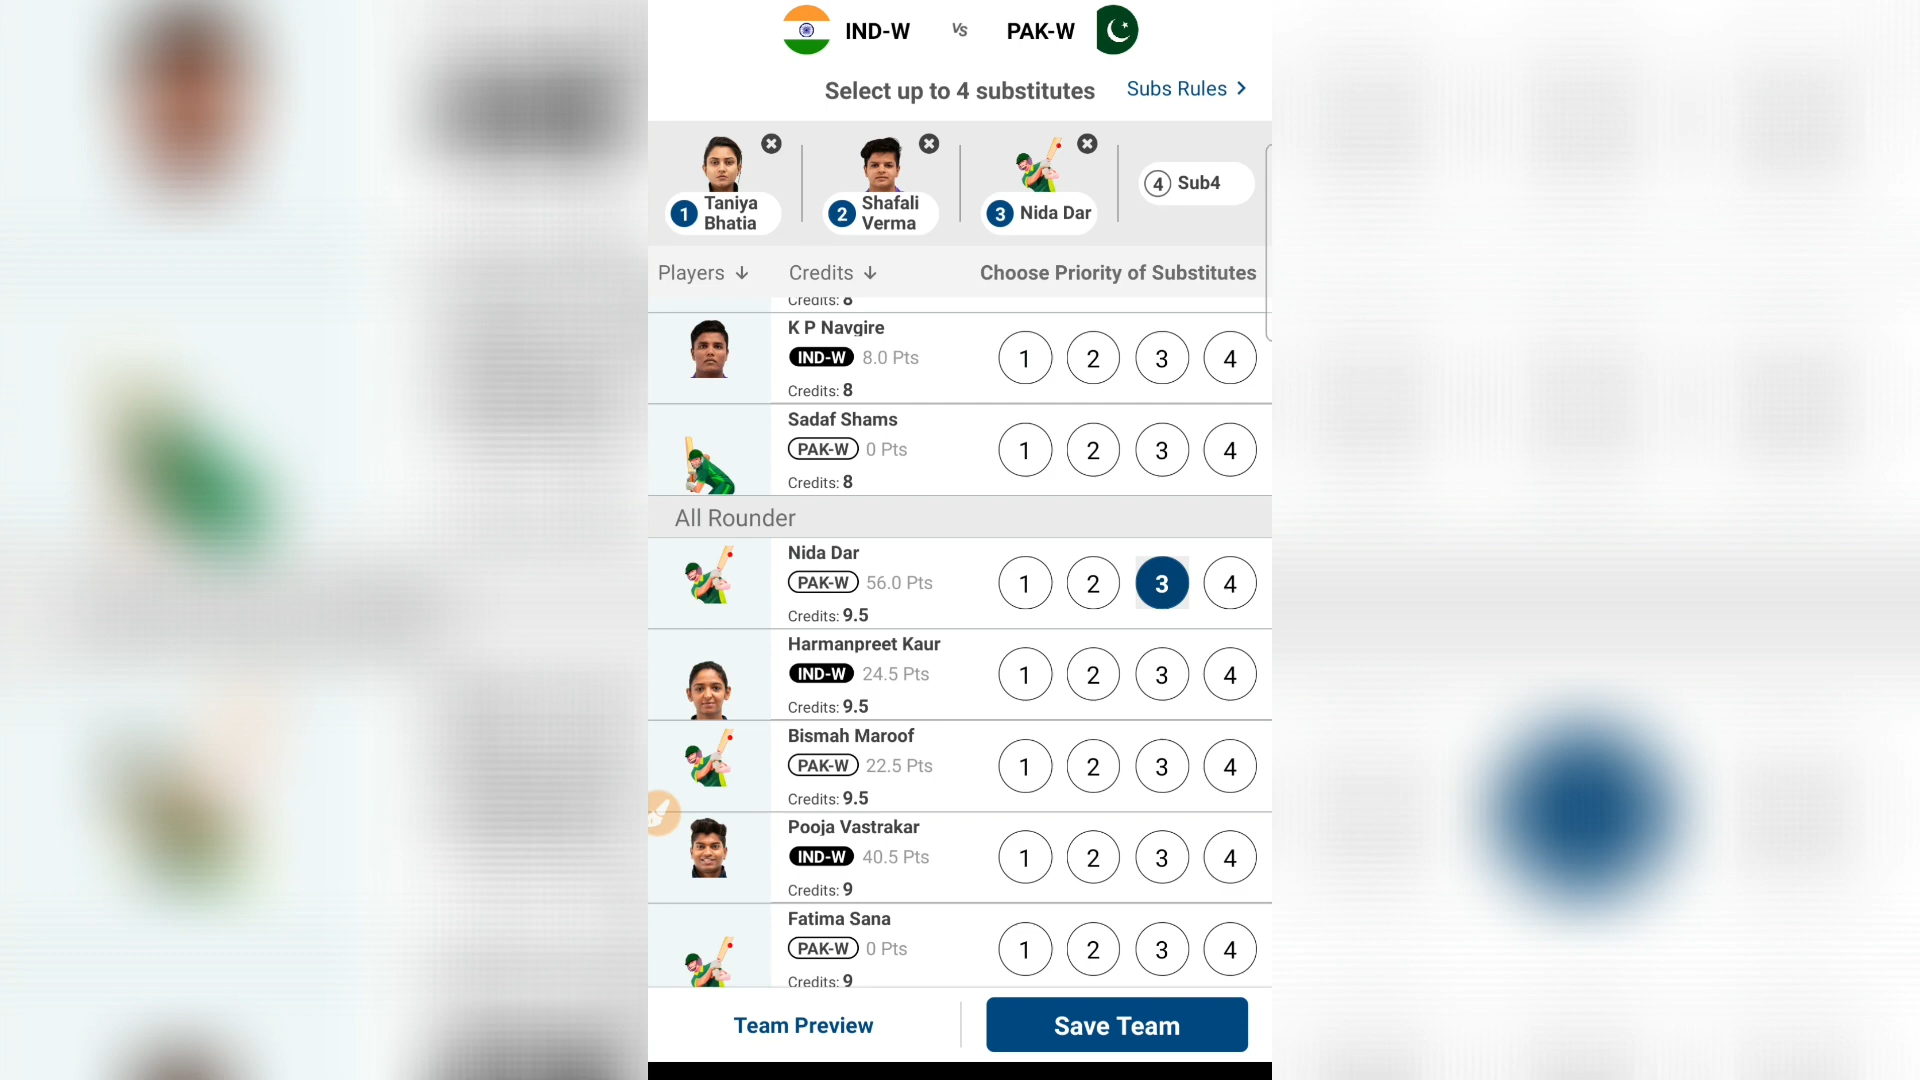 IND-W Vs PAK-W
Select up to 4 substitutes Subs Rules
1 Taniya Bhatia
2 Shafali Verma
3 Nida Dar
4 Sub4
Players Credits Choose Priority of Substitutes
Credits: 8
K P Navgire
IND-W 8.0 Pts 1 2 3 4
Credits: 8
Sadaf Shams
PAK-W 0 Pts 1 2 3 4
Credits: 8
All Rounder
Nida Dar
PAK-W 56.0 Pts 1 2 3 4
Credits: 9.5
Harmanpreet Kaur
IND-W 24.5 Pts 1 2 3 4
Credits: 9.5
Bismah Maroof
PAK-W 22.5 Pts 1 2 3 4
Credits: 9.5
Pooja Vastrakar
IND-W 40.5 Pts 1 2 3 4
Credits: 9
Fatima Sana
PAK-W 0 Pts 1 2 3 4
Credits: 9
Team Preview Save Team